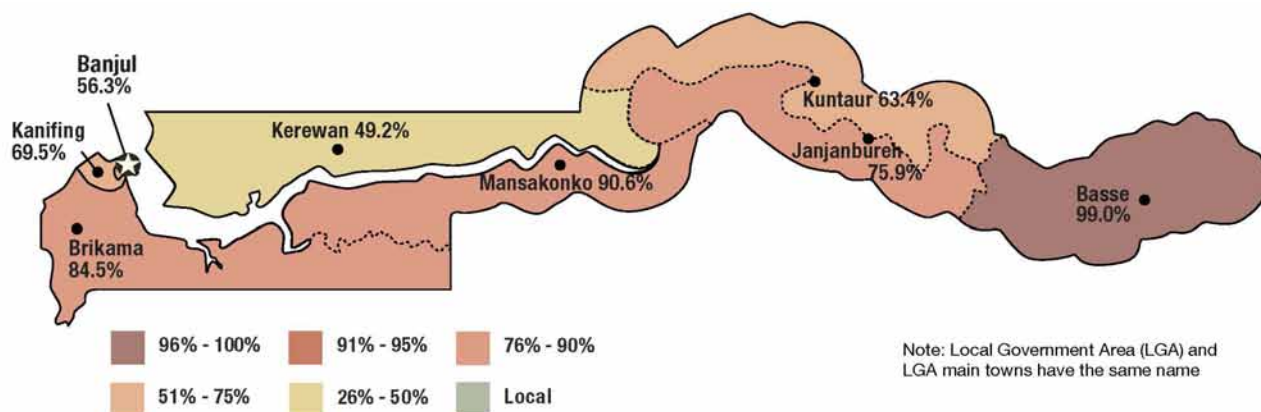 Banjul
56.3%
Kanifing
69.5%
Kerewan 49.2%
Kuntaur 63.4%
Mansakonko 90.6%
Janjanbureh
75.9%
Basse
99.0%
Brikama
84.5%
96% - 100%
91% - 95%
76% - 90%
51% - 75%
26% - 50%
Local
Note: Local Government Area (LGA) and
LGA main towns have the same name